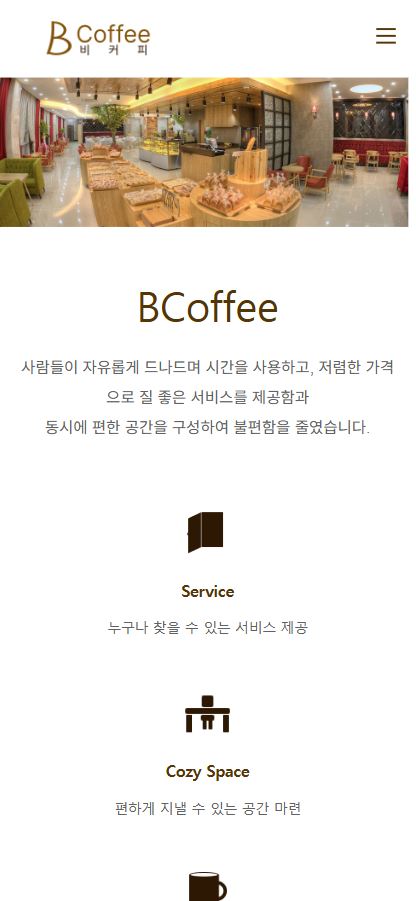 B Coffee
비 커 피
BCoffee
사람들이 자유롭게 드나드며 시간을 사용하고, 저렴한 가격
으로 질 좋은 서비스를 제공함과
동시에 편한 공간을 구성하여 불편함을 줄였습니다.
Service
누구나 찾을 수 있는 서비스 제공
Cozy Space
편하게 지낼 수 있는 공간 마련